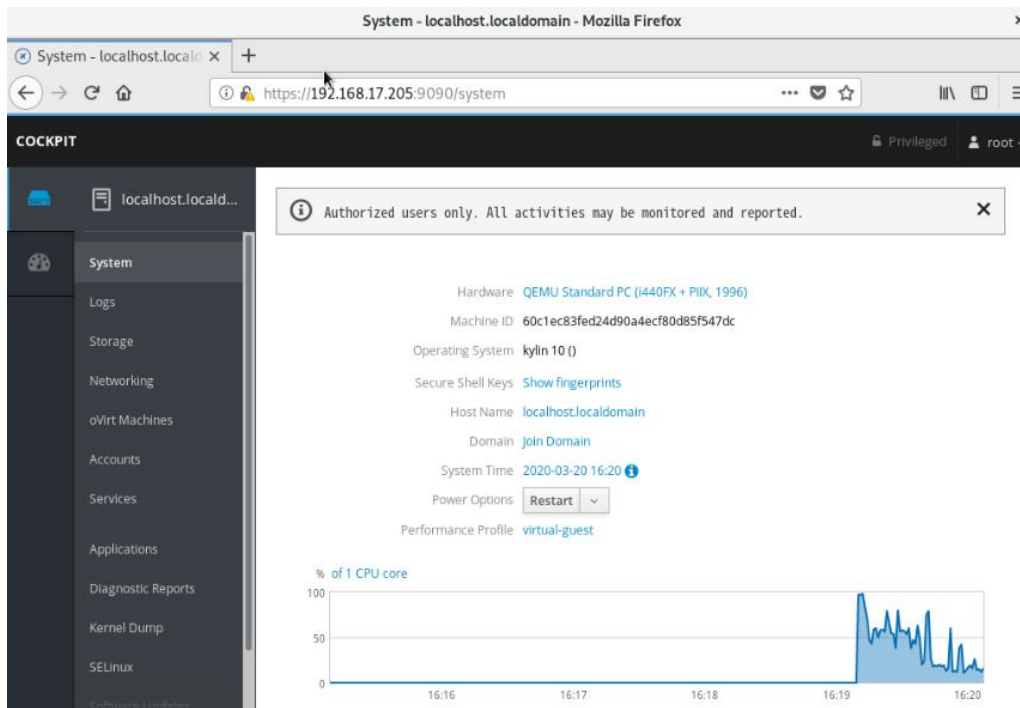 System - localhost.localdomain - Mozilla Firefox
System - localhost.locald
https://192.168.17.205:9090/system
COCKPIT
Privileged
root
localhost.locald...
Authorized users only. All activities may be monitored and reported.
System
Logs
Storage
Networking
oVirt Machines
Accounts
Services
Applications
Diagnostic Reports
Kernel Dump
SELinux
Software Updates
Hardware QEMU Standard PC (i440FX + PIIX, 1996)
Machine ID 60c1ec83fed24d90a4ecf80d85f547dc
Operating System kylin 10 ()
Secure Shell Keys Show fingerprints
Host Name localhost.localdomain
Domain Join Domain
System Time 2020-03-20 16:20
Power Options Restart
Performance Profile virtual-guest
% of 1 CPU core
100
50
0
16:16 16:17 16:18 16:19 16:20